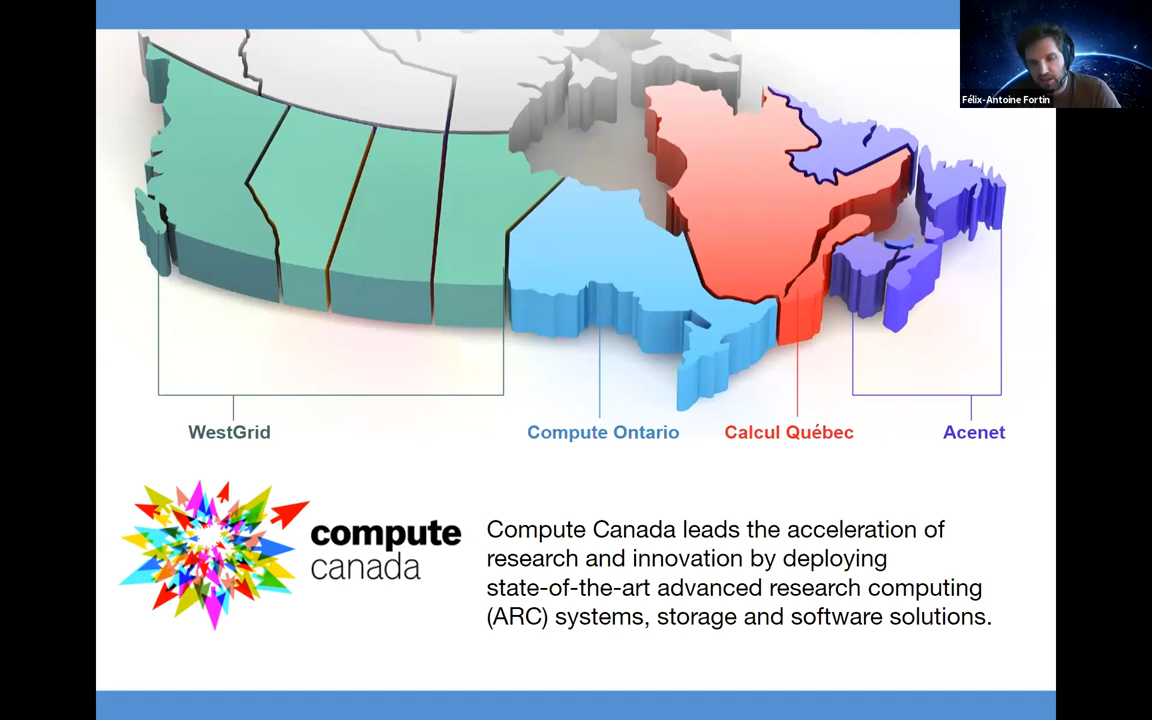 Félix-Antoine Fortin
WestGrid
Compute Ontario
Calcul Québec
Acenet
compute
canada
Compute Canada leads the acceleration of
research and innovation by deploying
state-of-the-art advanced research computing
(ARC) systems, storage and software solutions.